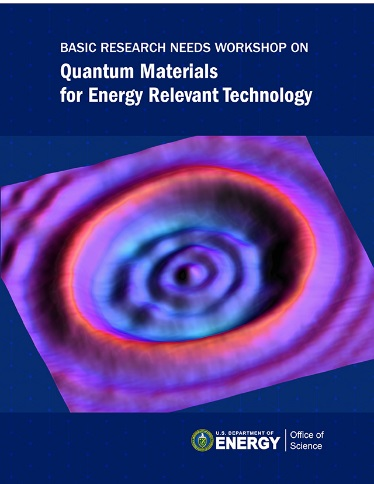 BASIC RESEARCH NEEDS WORKSHOP ON
Quantum Materials
for Energy Relevant Technology
U.S. DEPARTMENT OF
ENERGY
Office of
Science